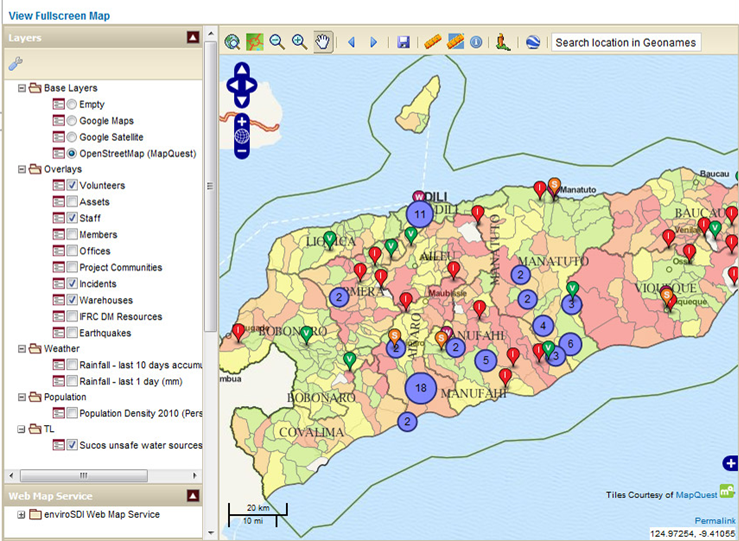 View Fullscreen Map
Layers
Search location in Geonames
Base Layers
Empty
Google Maps
Google Satellite
OpenStreetMap (MapQuest)
Overlays
Volunteers
Assets
Staff
Members
Offices
Project Communities
Incidents
Warehouses
IFRC DM Resources
Earthquakes
Weather
Rainfall - last 10 days accumu
Rainfall - last 1 day (mm)
Population
Population Density 2010 (Pers
TL
Sucos unsafe water sources
Web Map Service
enviroSDI Web Map Service
Baucau
W DILI
S Manatuto
I
11 DILI
BAUCAU
V LIQUICA
MANATUTO
AILEU
MANATUTO
2
VIQUEQUE
Maubisse
2
2
4
BOBONARO
MANUFAHI
2
2
5
6
3
mbua
BOBONARO
18
MANUFAHI
COVALIMA
2
20 km
10 mi
Tiles Courtesy of MapQuest
Permalink
124.97254, -9.41055